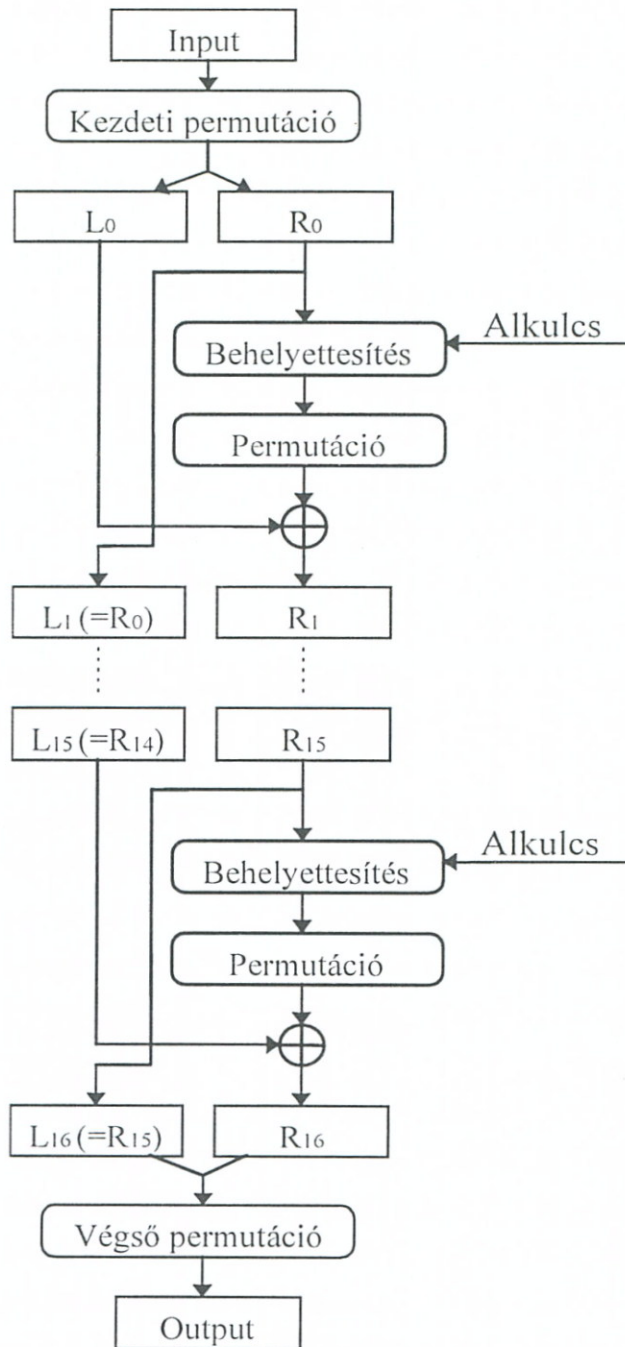 Input
Kezdeti permutáció
L0 R0
Behelyettesítés
Alkulcs
Permutáció
L1 (=R0) R1
L15 (=R14) R15
Behelyettesítés
Alkulcs
Permutáció
L16 (=R15) R16
Végső permutáció
Output